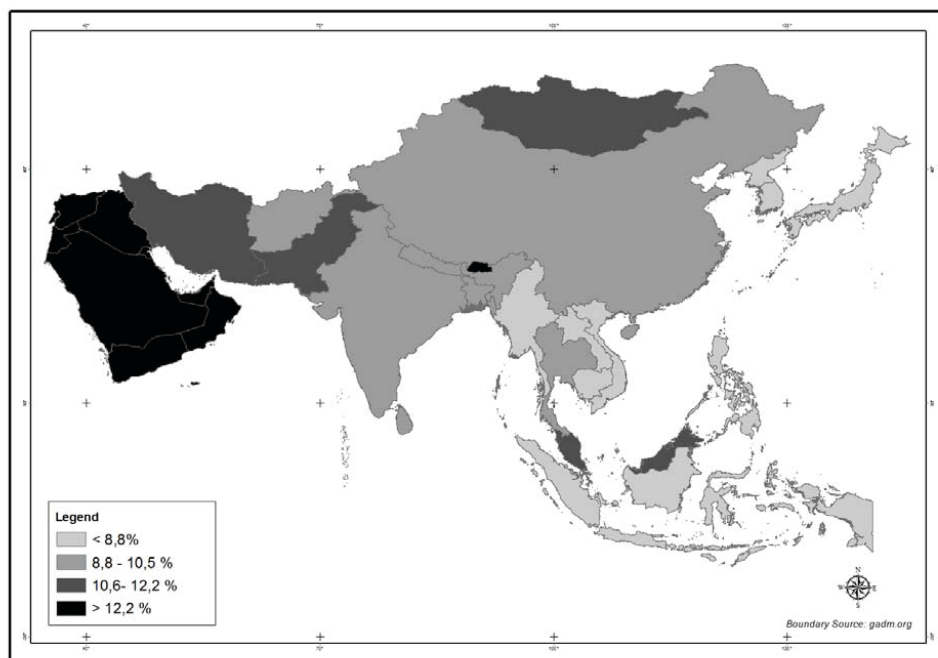 Legend
< 8,8%
8,8 - 10,5 %
10,6- 12,2 %
> 12,2 %
N
W E
S
Boundary Source: gadm.org